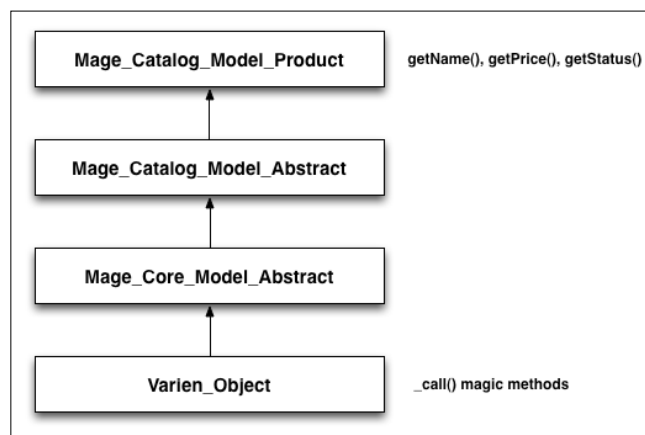 Mage_Catalog_Model_Product
getName(), getPrice(), getStatus()
Mage_Catalog_Model_Abstract
Mage_Core_Model_Abstract
Varien_Object
_call() magic methods